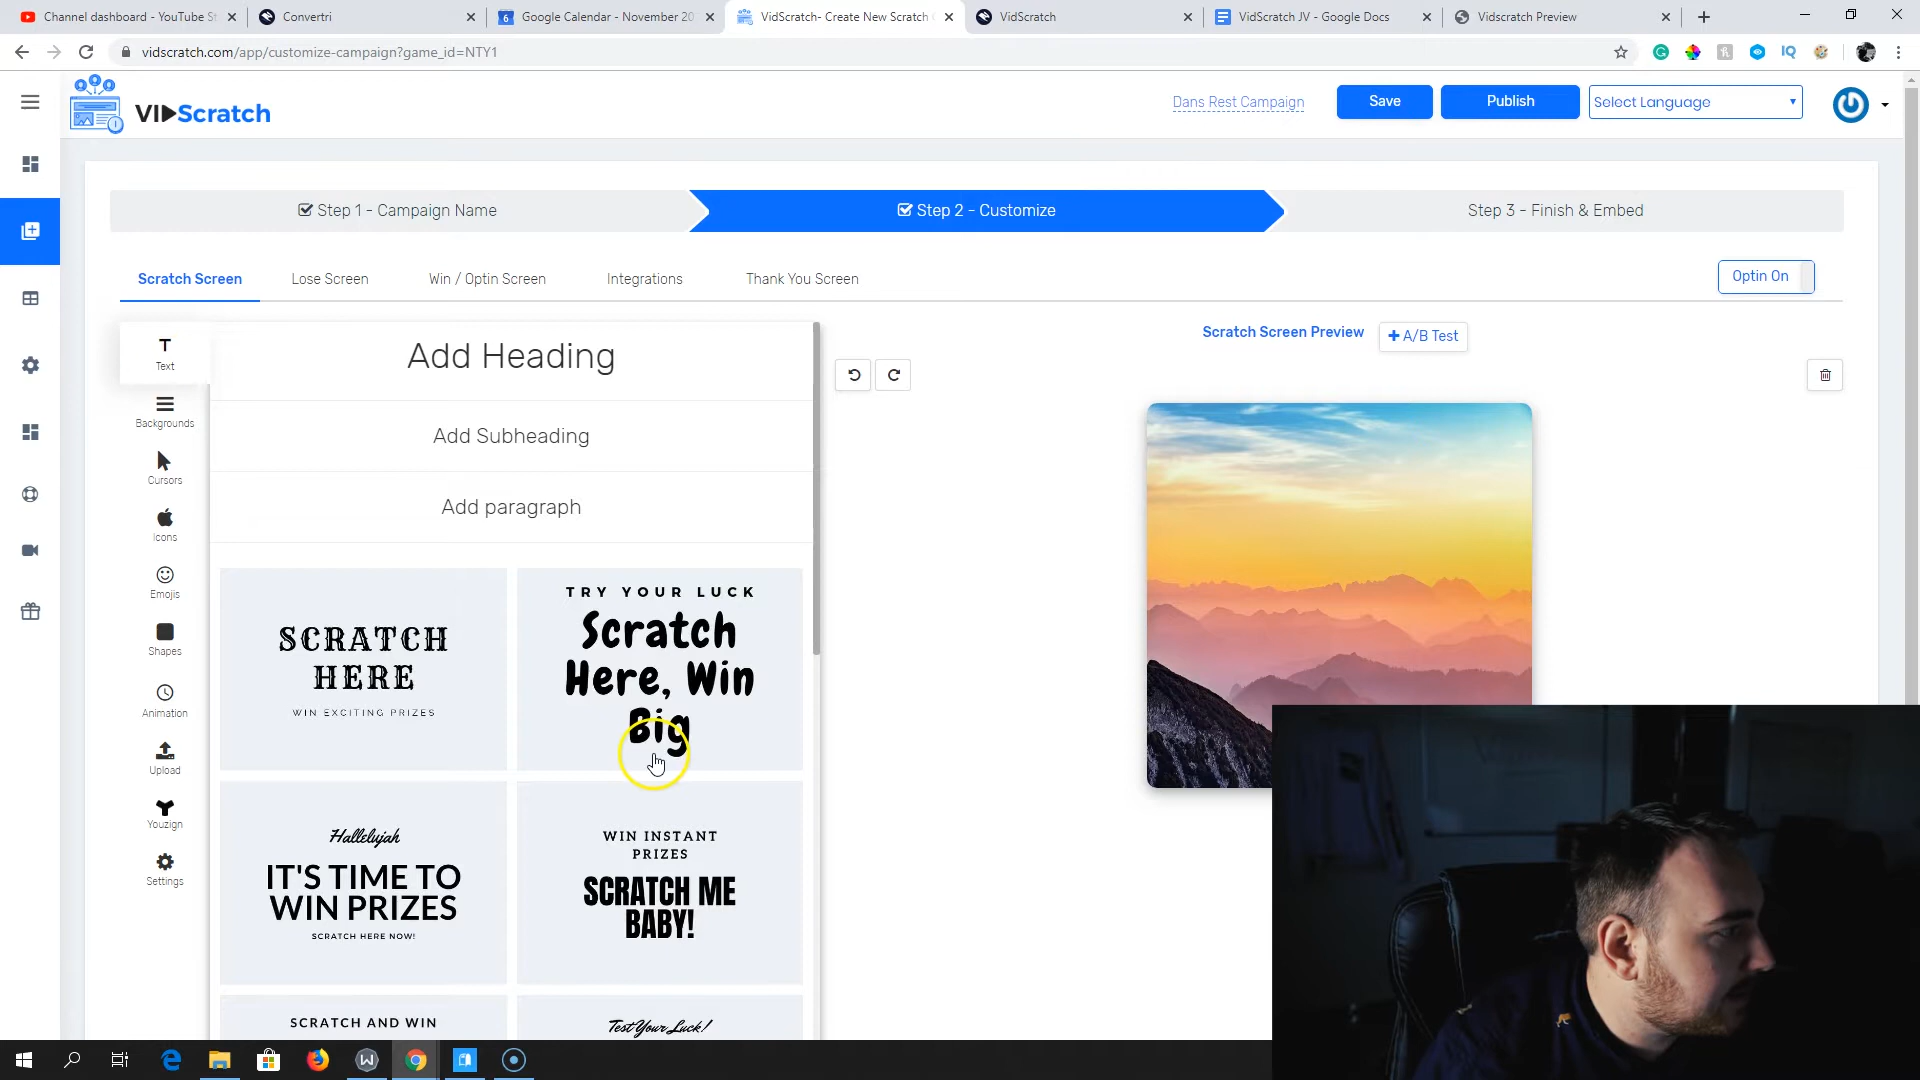 Channel dashboard - YouTube St
Convertri
Google Calendar - November 20
VidScratch- Create New Scratch C
VidScratch
VidScratch JV - Google Docs
Vidscratch Preview
vidscratch.com/app/customize-campaign?game_id=NTY1
VIDScratch
Dans Rest Campaign
Save
Publish
Select Language
Step 1 - Campaign Name
Step 2 - Customize
Step 3 - Finish & Embed
Scratch Screen
Lose Screen
Win / Optin Screen
Integrations
Thank You Screen
Optin On
Text
Backgrounds
Cursors
Icons
Emojis
Shapes
Animation
Upload
Youzign
Settings
Add Heading
Add Subheading
Add paragraph
SCRATCH
HERE
WIN EXCITING PRIZES
TRY YOUR LUCK
Scratch
Here, Win
Big
Hallelujah
IT'S TIME TO
WIN PRIZES
SCRATCH HERE NOW!
WIN INSTANT
PRIZES
SCRATCH ME
BABY!
SCRATCH AND WIN
Test Your Luck!
Scratch Screen Preview
+ A/B Test